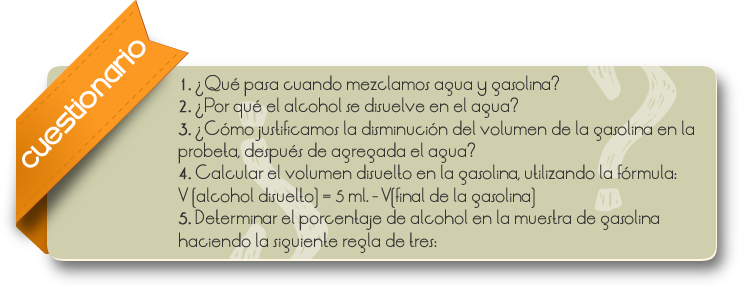 cuestionario
1. ¿Qué pasa cuando mezclamos agua y gasolina?
2. ¿Por qué el alcohol se disuelve en el agua?
3. ¿Cómo justificamos la disminución del volumen de la gasolina en la
probeta, después de agregada el agua?
4. Calcular el volumen disuelto en la gasolina, utilizando la fórmula:
V (alcohol disuelto) = 5 ml. - V(final de la gasolina)
5. Determinar el porcentaje de alcohol en la muestra de gasolina
haciendo la siguiente regla de tres: